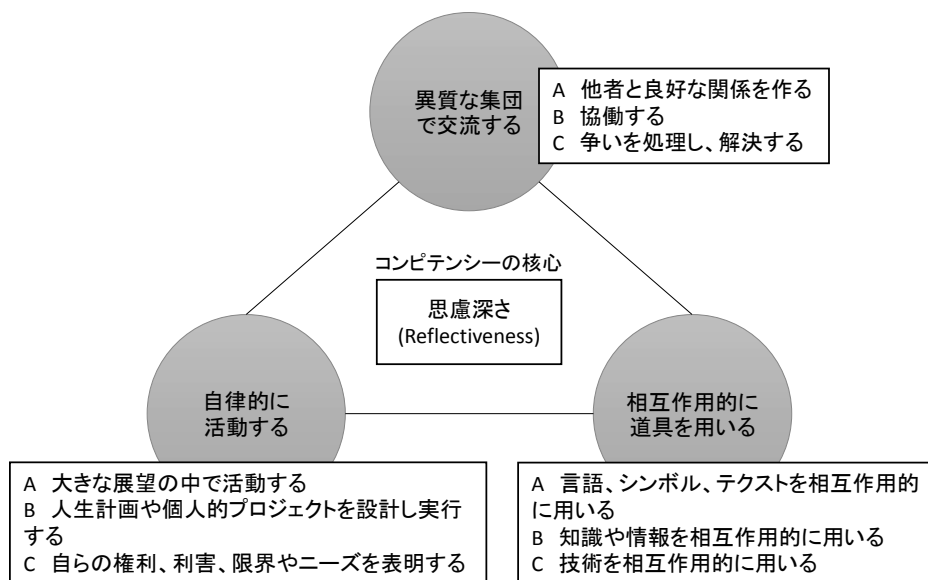 異質な集団
で交流する
A 他者と良好な関係を作る
B 協働する
C 争いを処理し、解決する
コンピテンシーの核心
思慮深さ
(Reflectiveness)
自律的に
活動する
A 大きな展望の中で活動する
B 人生計画や個人的プロジェクトを設計し実行
する
C 自らの権利、利害、限界やニーズを表明する
相互作用的に
道具を用いる
A 言語、シンボル、テクストを相互作用的
に用いる
B 知識や情報を相互作用的に用いる
C 技術を相互作用的に用いる